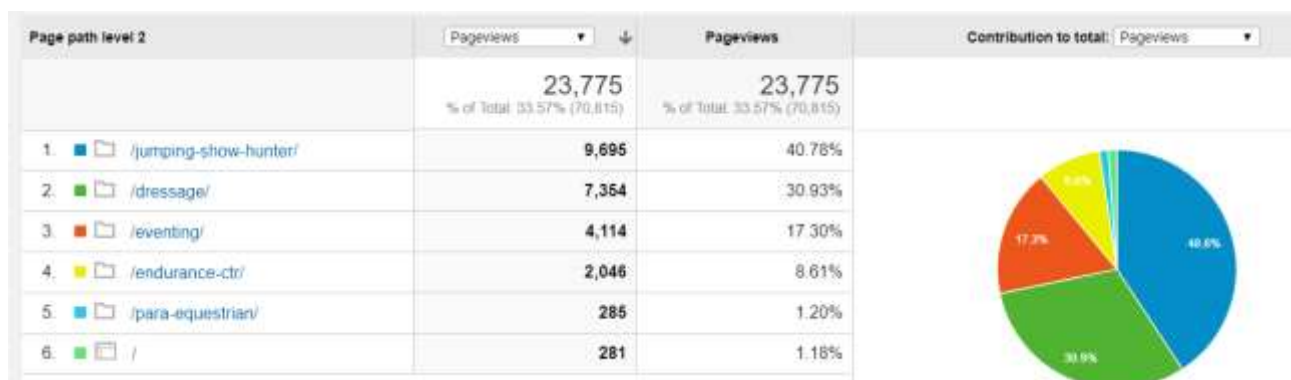 Page path level 2 Pageviews Pageviews Contribution to total: Pageviews
23,775 23,775
% of Total: 33.57% (70,815) % of Total: 33.57% (70,815)
1. /jumping-show-hunter/ 9,695 40.78%
2. /dressage/ 7,354 30.93%
3. /eventing/ 4,114 17.30%
4. /endurance-ctr/ 2,046 8.61%
5. /para-equestrian/ 285 1.20%
6. / 281 1.18%
17.3%
40.8%
30.9%